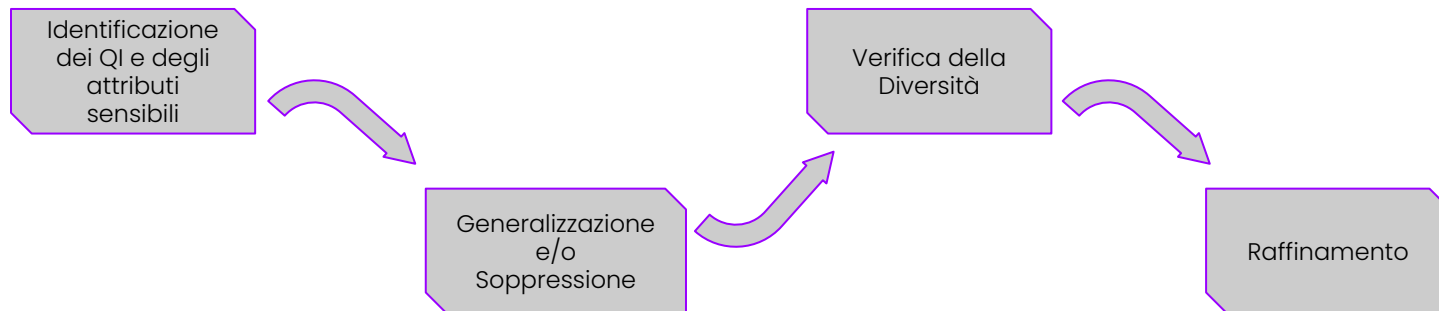 Identificazione
dei QI e degli
attributi
sensibili
Generalizzazione
e/o
Soppressione
Verifica della
Diversità
Raffinamento